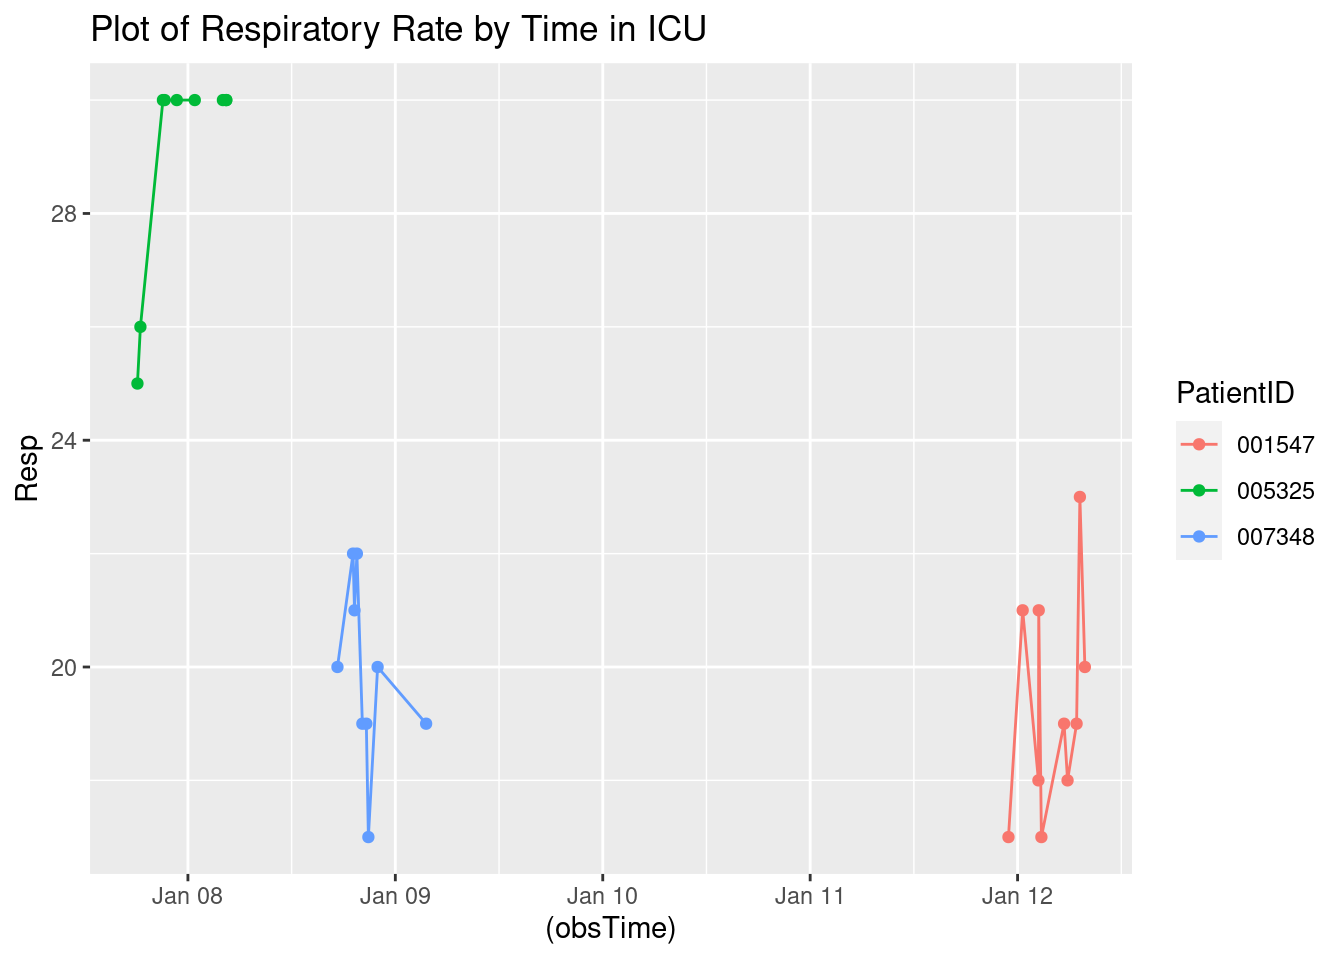 Plot of Respiratory Rate by Time in ICU
28
24
20
Resp
Jan 08
Jan 09
Jan 10
Jan 11
Jan 12
(obsTime)
PatientID
001547
005325
007348